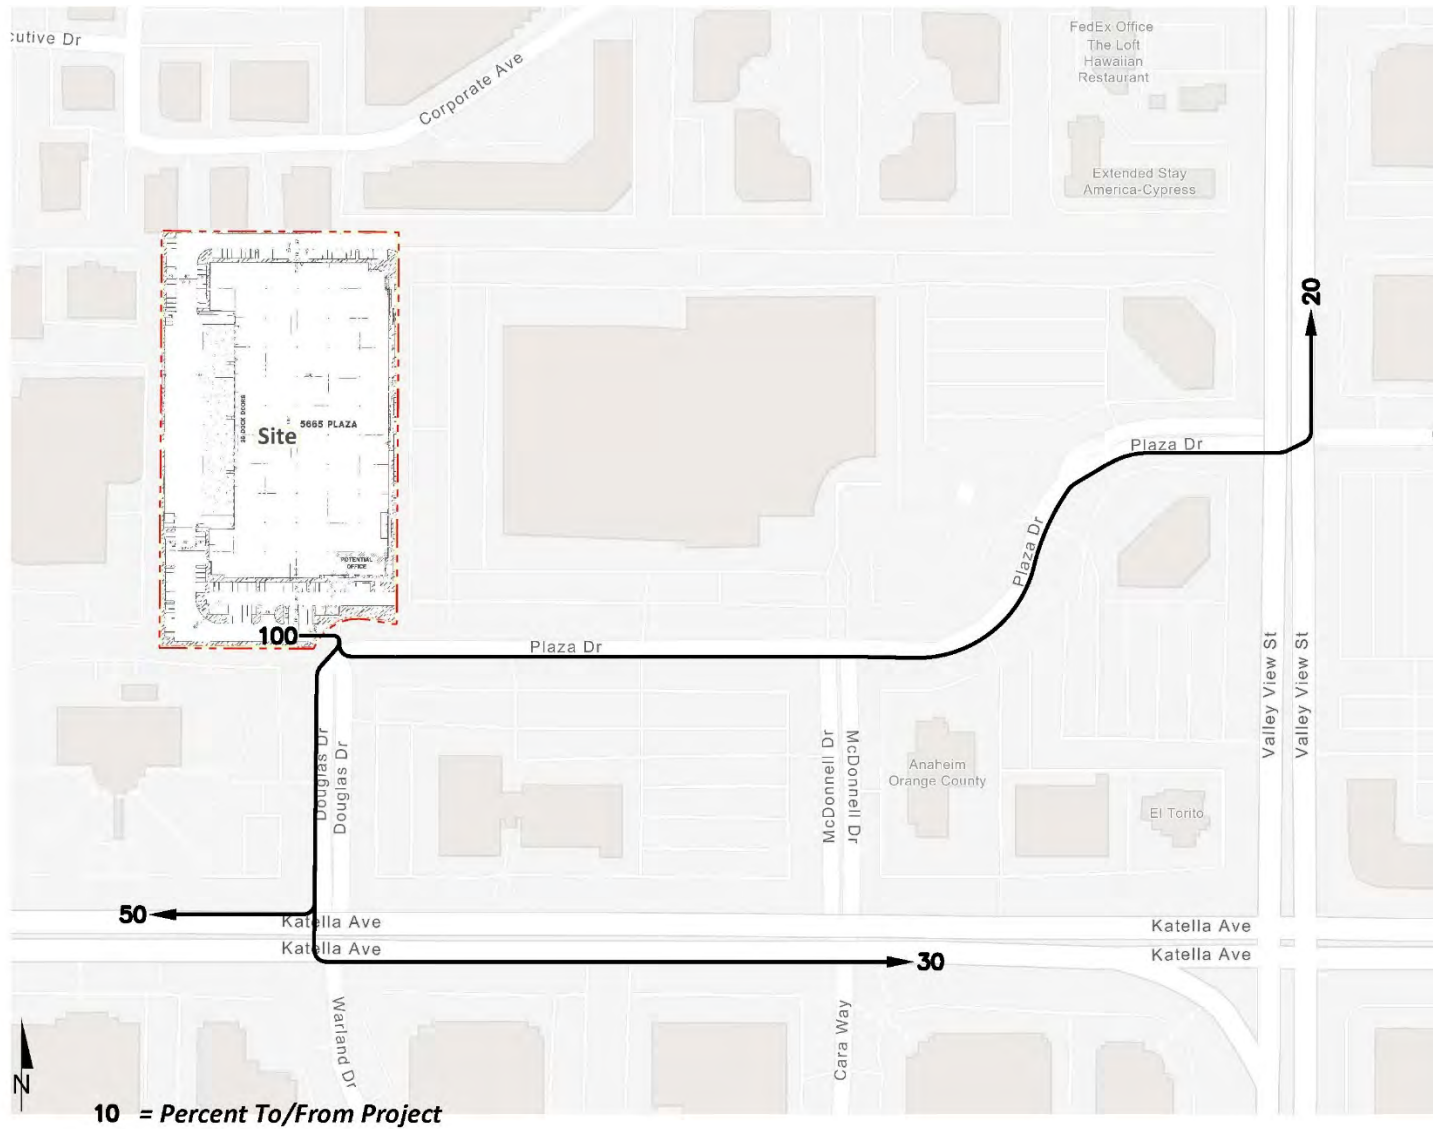 cutive Dr
Corporate Ave
FedEx Office
The Loft
Hawaiian
Restaurant
Extended Stay
America-Cypress
20
38 DOCK DOORS
Site
5665 PLAZA
POTENTIAL
OFFICE
Plaza Dr
Plaza Dr
100
Plaza Dr
Valley View St
Valley View St
Douglas Dr
Douglas Dr
McDonnell Dr
McDonnell Dr
Anaheim
Orange County
El Torito
50
Katella Ave
Katella Ave
Katella Ave
Katella Ave
30
Warland Dr
Cara Way
N
10 = Percent To/From Project